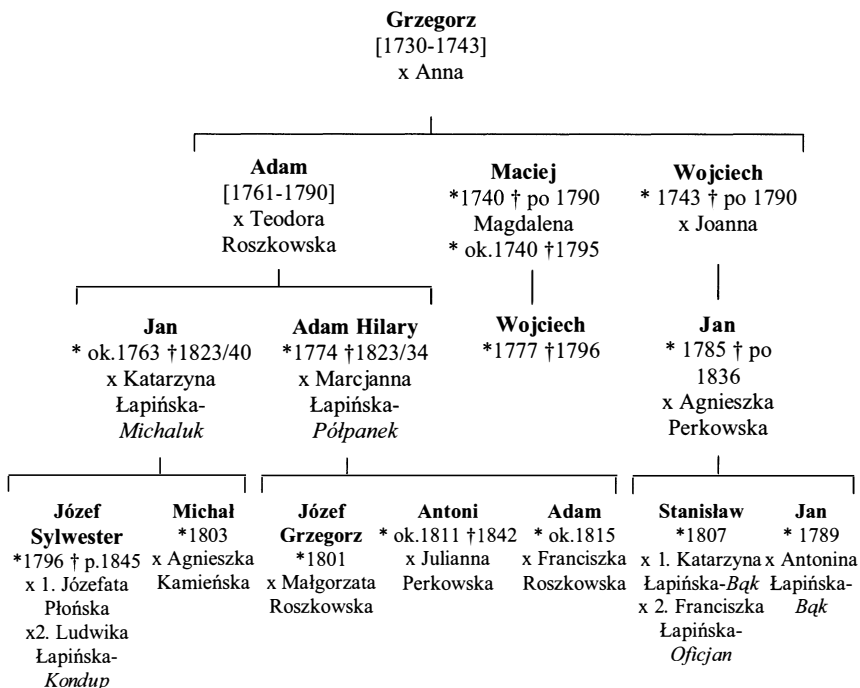 Grzegorz
[1730-1743]
x Anna
Adam
[1761-1790]
x Teodora
Roszkowska
Maciej
*1740 † po 1790
Magdalena
* ok.1740 †1795
Wojciech
* 1743 † po 1790
x Joanna
Jan
* ok.1763 †1823/40
x Katarzyna
Łapińska-
Michaluk
Adam Hilary
*1774 †1823/34
x Marcjanna
Łapińska-
Półpanek
Wojciech
*1777 †1796
Jan
* 1785 † po
1836
x Agnieszka
Perkowska
Józef
Sylwester
*1796 † p.1845
x 1. Józefata
Płońska
x2. Ludwika
Łapińska-
Kondup
Michał
*1803
x Agnieszka
Kamieńska
Józef
Grzegorz
*1801
x Małgorzata
Roszkowska
Antoni
* ok.1811 †1842
x Julianna
Perkowska
Adam
* ok.1815
x Franciszka
Roszkowska
Stanisław
*1807
x 1. Katarzyna
Łapińska-Bąk
x 2. Franciszka
Łapińska-
Oficjan
Jan
* 1789
x Antonina
Łapińska-
Bąk